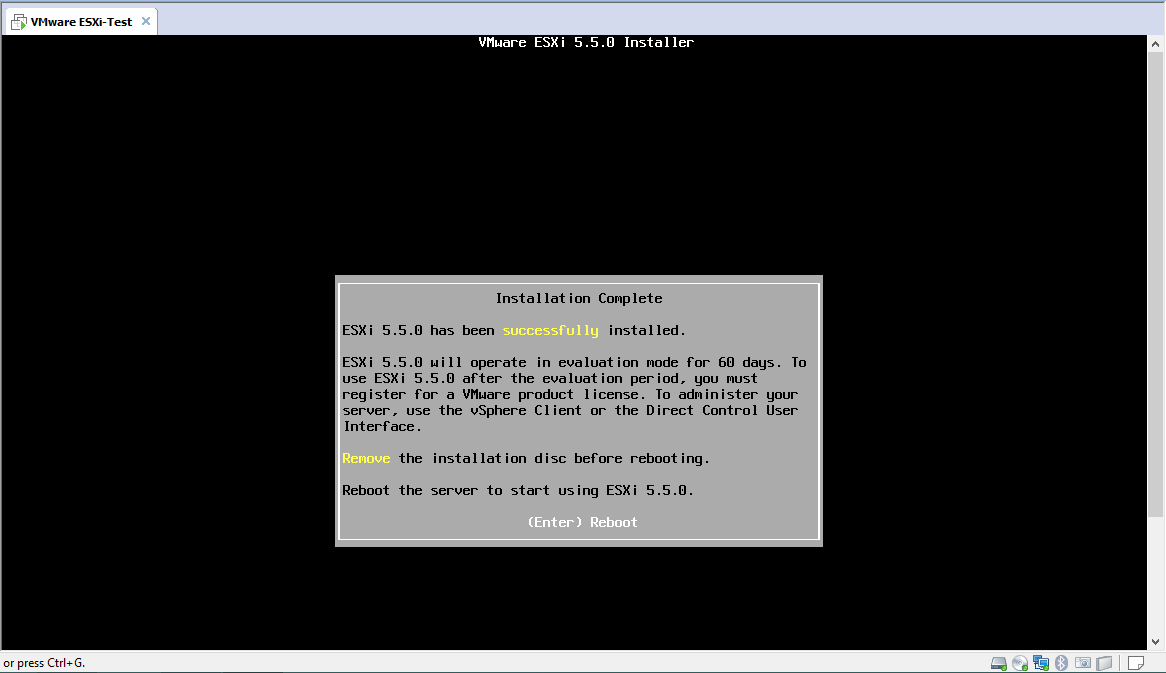 VMware ESXi-Test
VMware ESXi 5.5.0 Installer
Installation Complete
ESXi 5.5.0 has been successfully installed.
ESXi 5.5.0 will operate in evaluation mode for 60 days. To
use ESXi 5.5.0 after the evaluation period, you must
register for a VMware product license. To administer your
server, use the vSphere Client or the Direct Control User
Interface.
Remove the installation disc before rebooting.
Reboot the server to start using ESXi 5.5.0.
(Enter) Reboot
or press Ctrl+G.